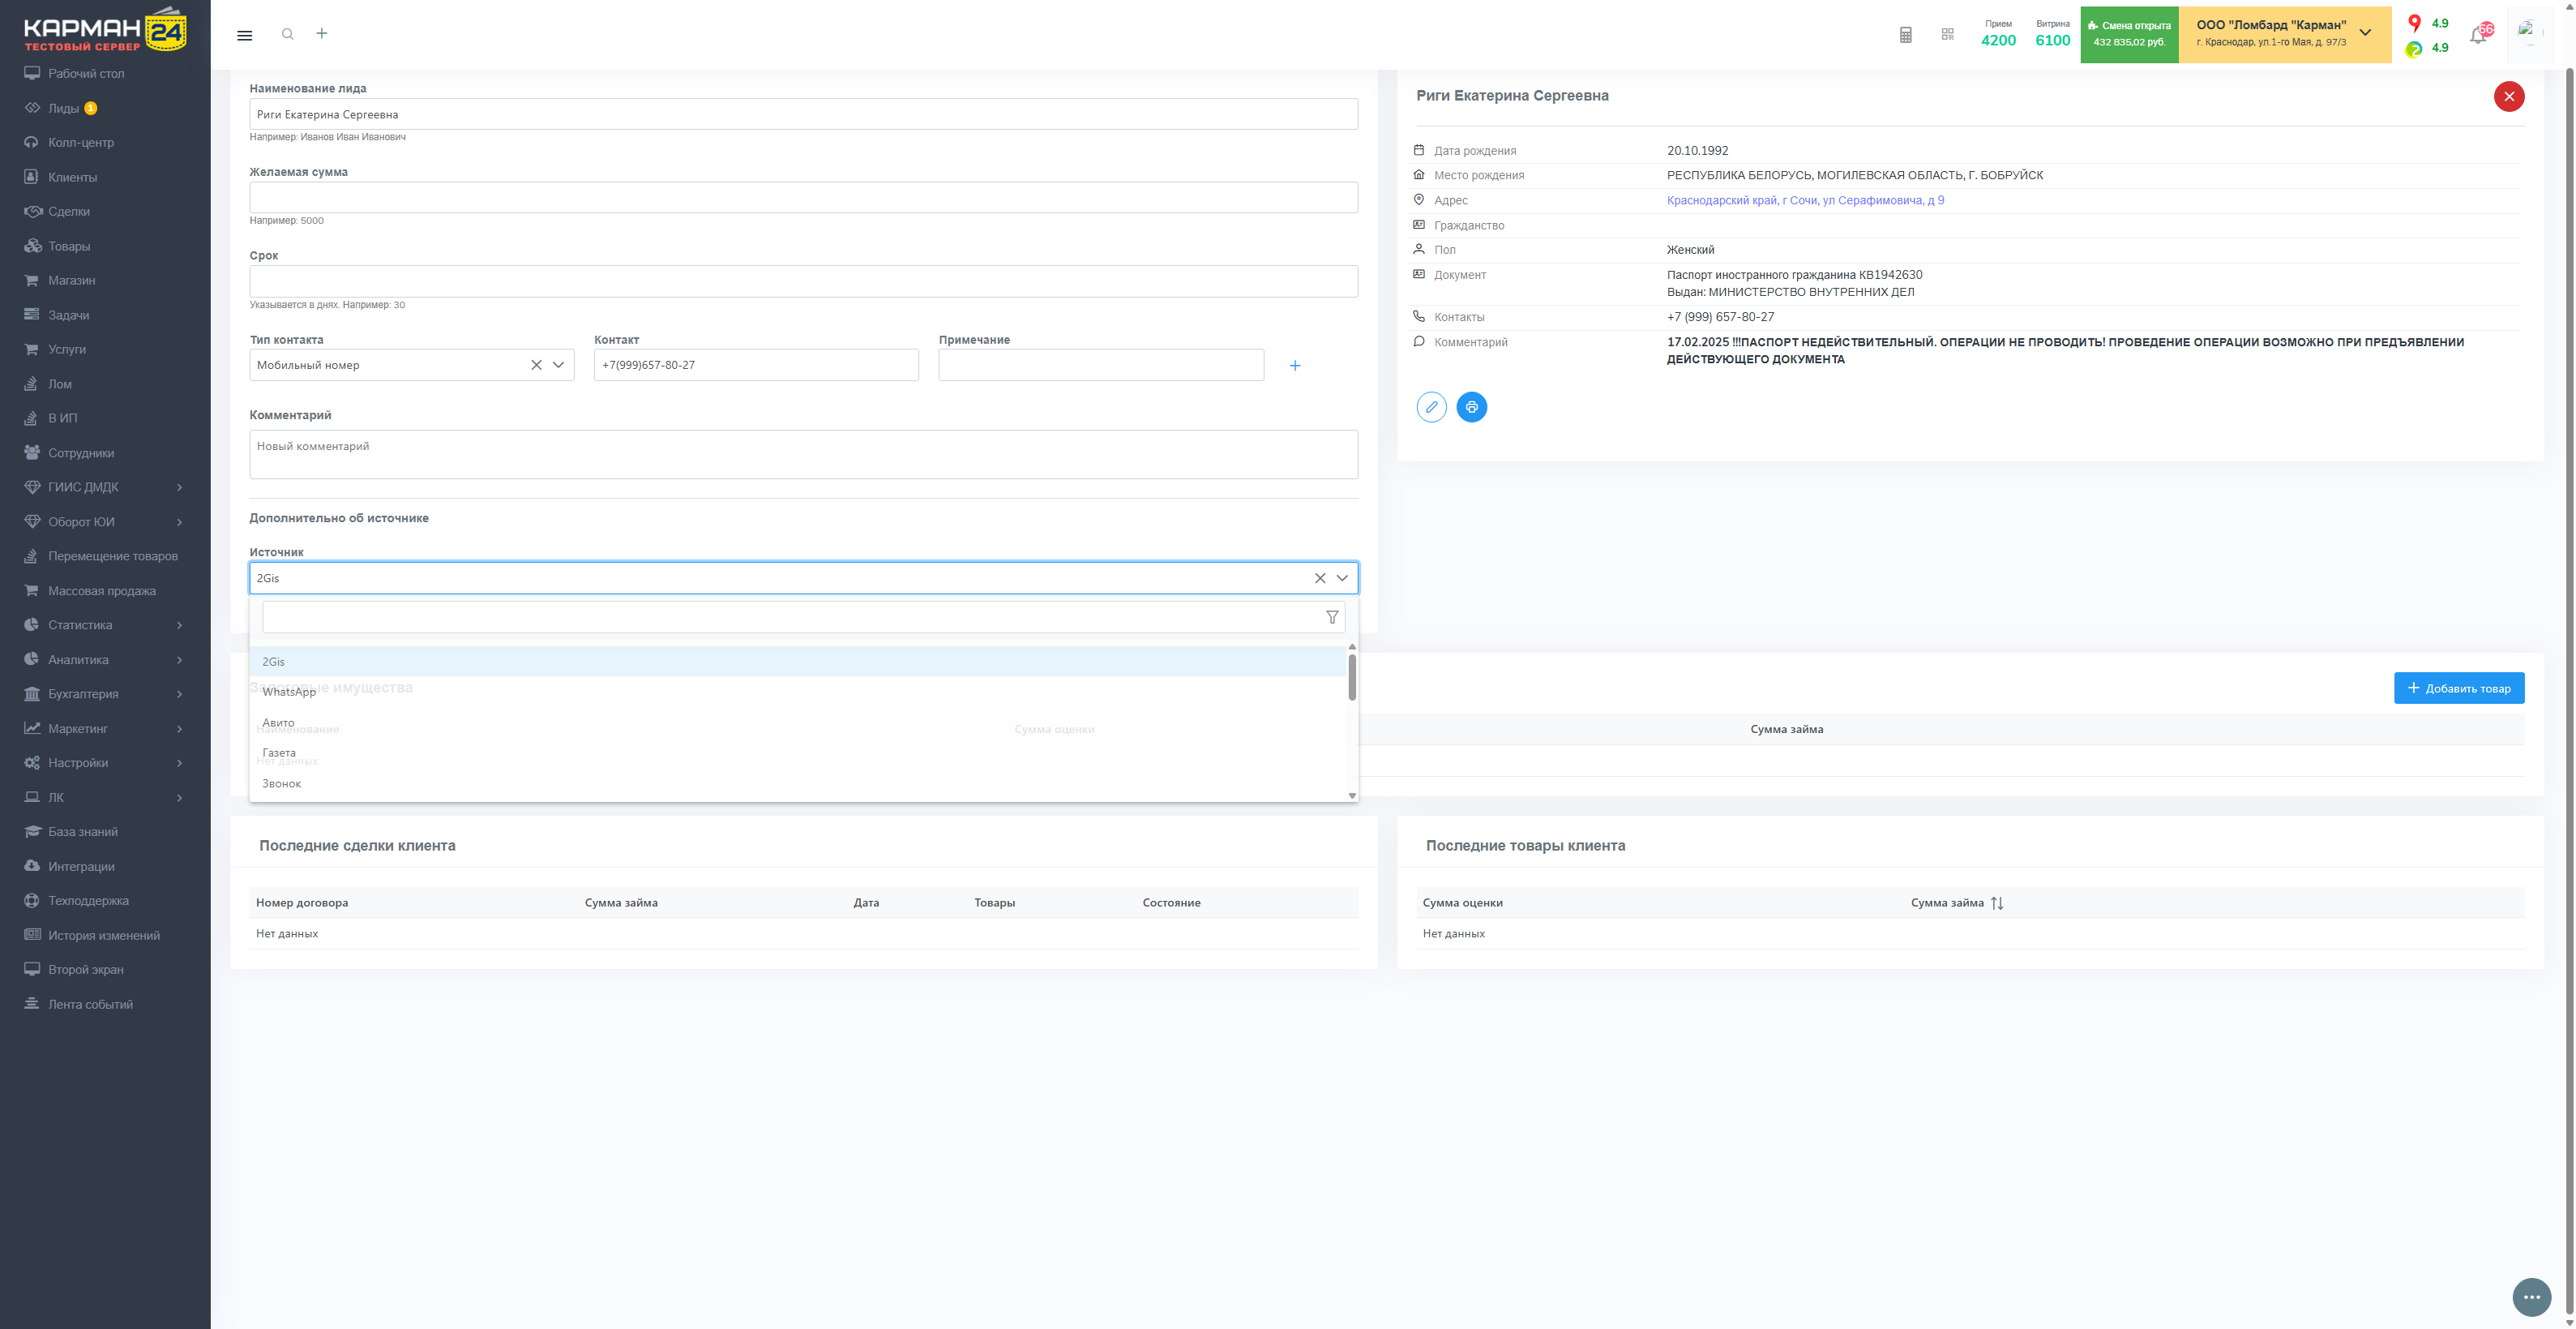 КАРМАН 24
ТЕСТОВЫЙ СЕРВЕР
Рабочий стол
Лиды 1
Колл-центр
Клиенты
Сделки
Товары
Магазин
Задачи
Услуги
Лом
В ИП
Сотрудники
ГИИС ДМДК
Оборот ЮИ
Перемещение товаров
Массовая продажа
Статистика
Аналитика
Бухгалтерия
Маркетинг
Настройки
ЛК
База знаний
Интеграции
Техподдержка
История изменений
Второй экран
Лента событий
Прием
4200
Витрина
6100
Смена открыта
432 835,02 руб.
ООО "Ломбард "Карман"
г. Краснодар, ул.1-го Мая, д. 97/3
4.9
4.9
Наименование лида
Риги Екатерина Сергеевна
Например: Иванов Иван Иванович
Желаемая сумма
Например: 5000
Срок
Указывается в днях. Например: 30
Тип контакта
Контакт
Примечание
Мобильный номер
+7(999)657-80-27
Комментарий
Новый комментарий
Дополнительно об источнике
Источник
2Gis
2Gis
WhatsApp
Авито
Газета
Звонок
Залоговые имущества
Наименование
Сумма оценки
Сумма займа
Нет данных
Добавить товар
Риги Екатерина Сергеевна
Дата рождения 20.10.1992
Место рождения РЕСПУБЛИКА БЕЛОРУСЬ, МОГИЛЕВСКАЯ ОБЛАСТЬ, Г. БОБРУЙСК
Адрес Краснодарский край, г Сочи, ул Серафимовича, д 9
Гражданство
Пол Женский
Документ Паспорт иностранного гражданина КВ1942630
Выдан: МИНИСТЕРСТВО ВНУТРЕННИХ ДЕЛ
Контакты +7 (999) 657-80-27
Комментарий 17.02.2025 !!!ПАСПОРТ НЕДЕЙСТВИТЕЛЬНЫЙ. ОПЕРАЦИИ НЕ ПРОВОДИТЬ! ПРОВЕДЕНИЕ ОПЕРАЦИИ ВОЗМОЖНО ПРИ ПРЕДЪЯВЛЕНИИ
ДЕЙСТВУЮЩЕГО ДОКУМЕНТА
Последние сделки клиента
Номер договора Сумма займа Дата Товары Состояние
Нет данных
Последние товары клиента
Сумма оценки Сумма займа
Нет данных